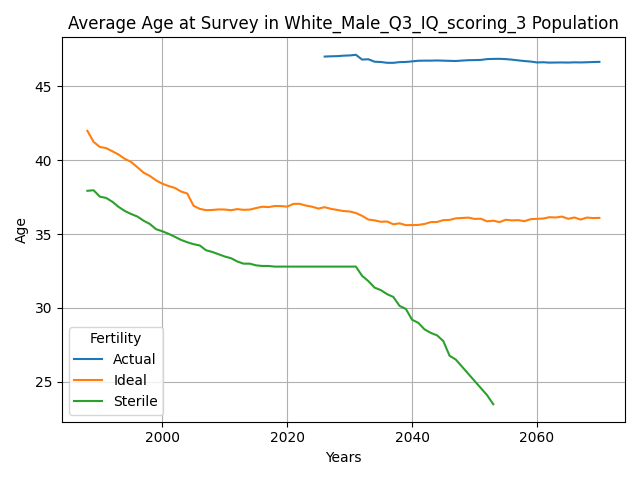 Average Age at Survey in White_Male_Q3_IQ_scoring_3 Population
Age
45
40
35
30
25
Fertility
Actual
Ideal
Sterile
2000
2020
2040
2060
Years